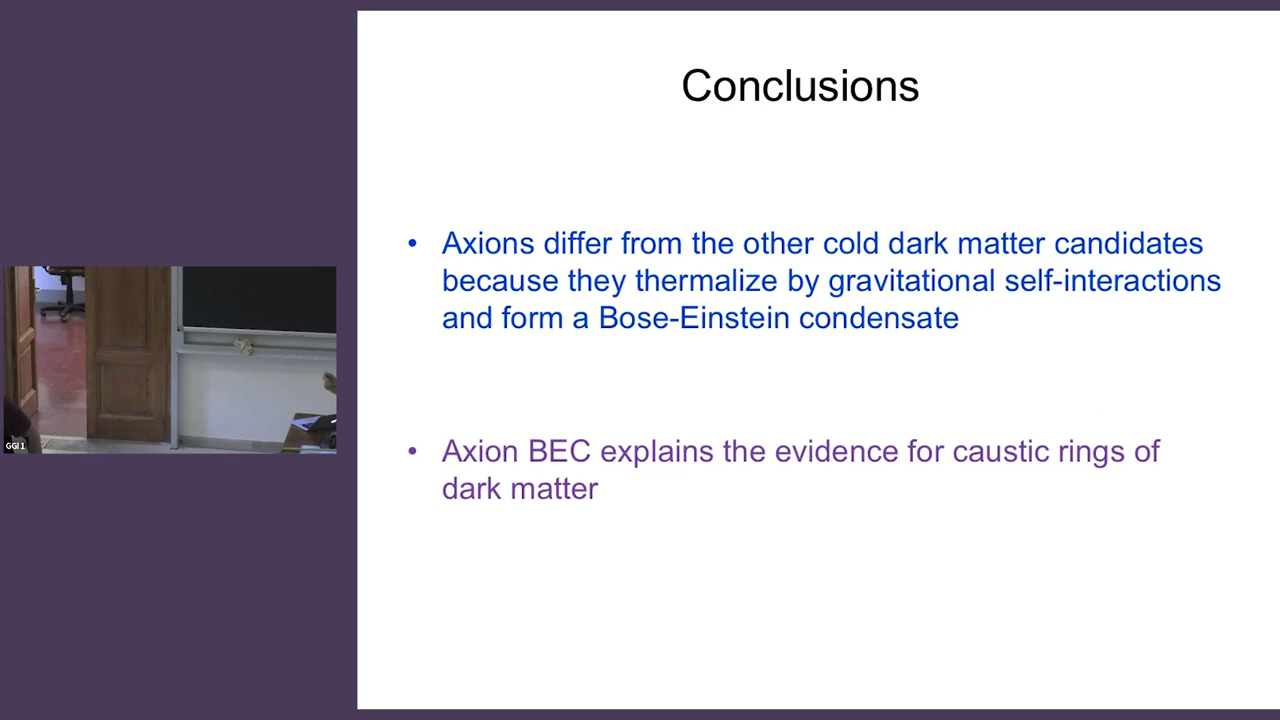 Conclusions
• Axions differ from the other cold dark matter candidates
because they thermalize by gravitational self-interactions
and form a Bose-Einstein condensate
• Axion BEC explains the evidence for caustic rings of
dark matter
GGI 1